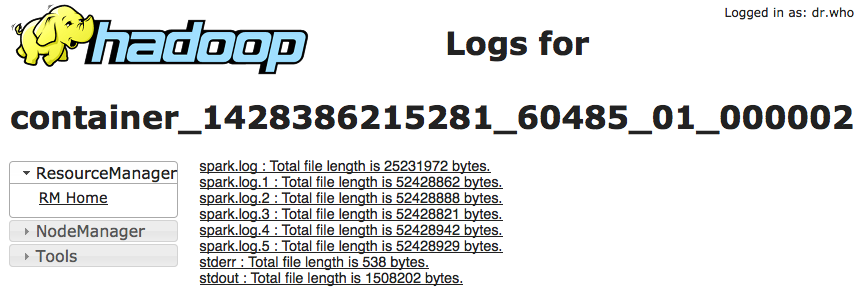 Logged in as: dr.who
hadoop
Logs for
container_1428386215281_60485_01_000002
ResourceManager
RM Home
NodeManager
Tools
spark.log : Total file length is 25231972 bytes.
spark.log.1 : Total file length is 52428862 bytes.
spark.log.2 : Total file length is 52428888 bytes.
spark.log.3 : Total file length is 52428821 bytes.
spark.log.4 : Total file length is 52428942 bytes.
spark.log.5 : Total file length is 52428929 bytes.
stderr : Total file length is 538 bytes.
stdout : Total file length is 1508202 bytes.